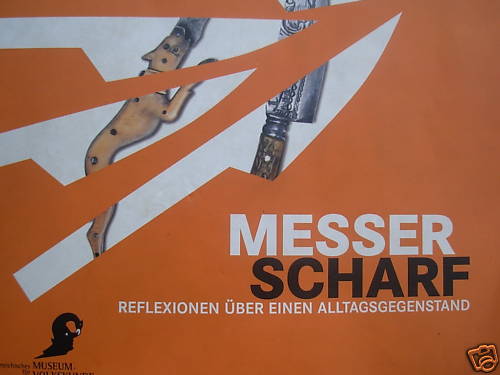 MESSER
SCHARF
REFLEXIONEN ÜBER EINEN ALLTAGSGEGENSTAND
MUSEUM